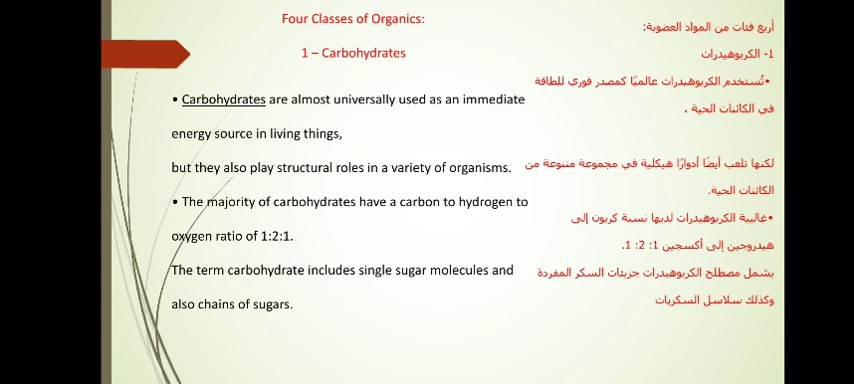 Four Classes of Organics:
1 – Carbohydrates
• Carbohydrates are almost universally used as an immediate
energy source in living things,
but they also play structural roles in a variety of organisms.
• The majority of carbohydrates have a carbon to hydrogen to
oxygen ratio of 1:2:1.
The term carbohydrate includes single sugar molecules and
also chains of sugars.
أربع فئات من المواد العضوية:
1- الكربوهيدرات
•تُستخدم الكربوهيدرات عالميًا كمصدر فوري للطاقة
في الكائنات الحية ،
لكنها تلعب أيضًا أدوارًا هيكلية في مجموعة متنوعة من
الكائنات الحية.
•غالبية الكربوهيدرات لديها نسبة كربون إلى
هيدروجين إلى أكسجين 1: 2: 1.
يشمل مصطلح الكربوهيدرات جزيئات السكر المفردة
وكذلك سلاسل السكريات